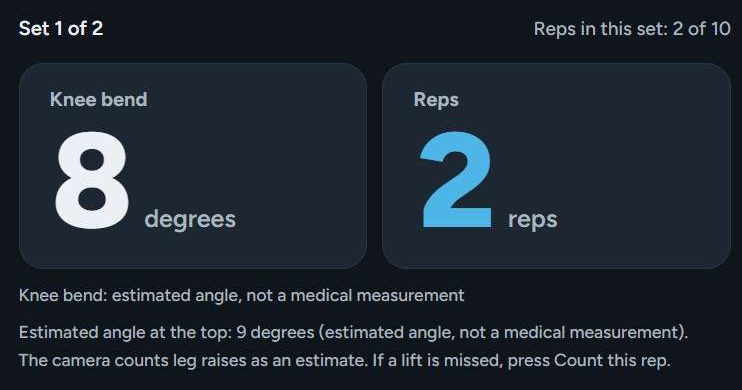 Set 1 of 2
Reps in this set: 2 of 10
Knee bend
8 degrees
Reps
2 reps
Knee bend: estimated angle, not a medical measurement
Estimated angle at the top: 9 degrees (estimated angle, not a medical measurement).
The camera counts leg raises as an estimate. If a lift is missed, press Count this rep.